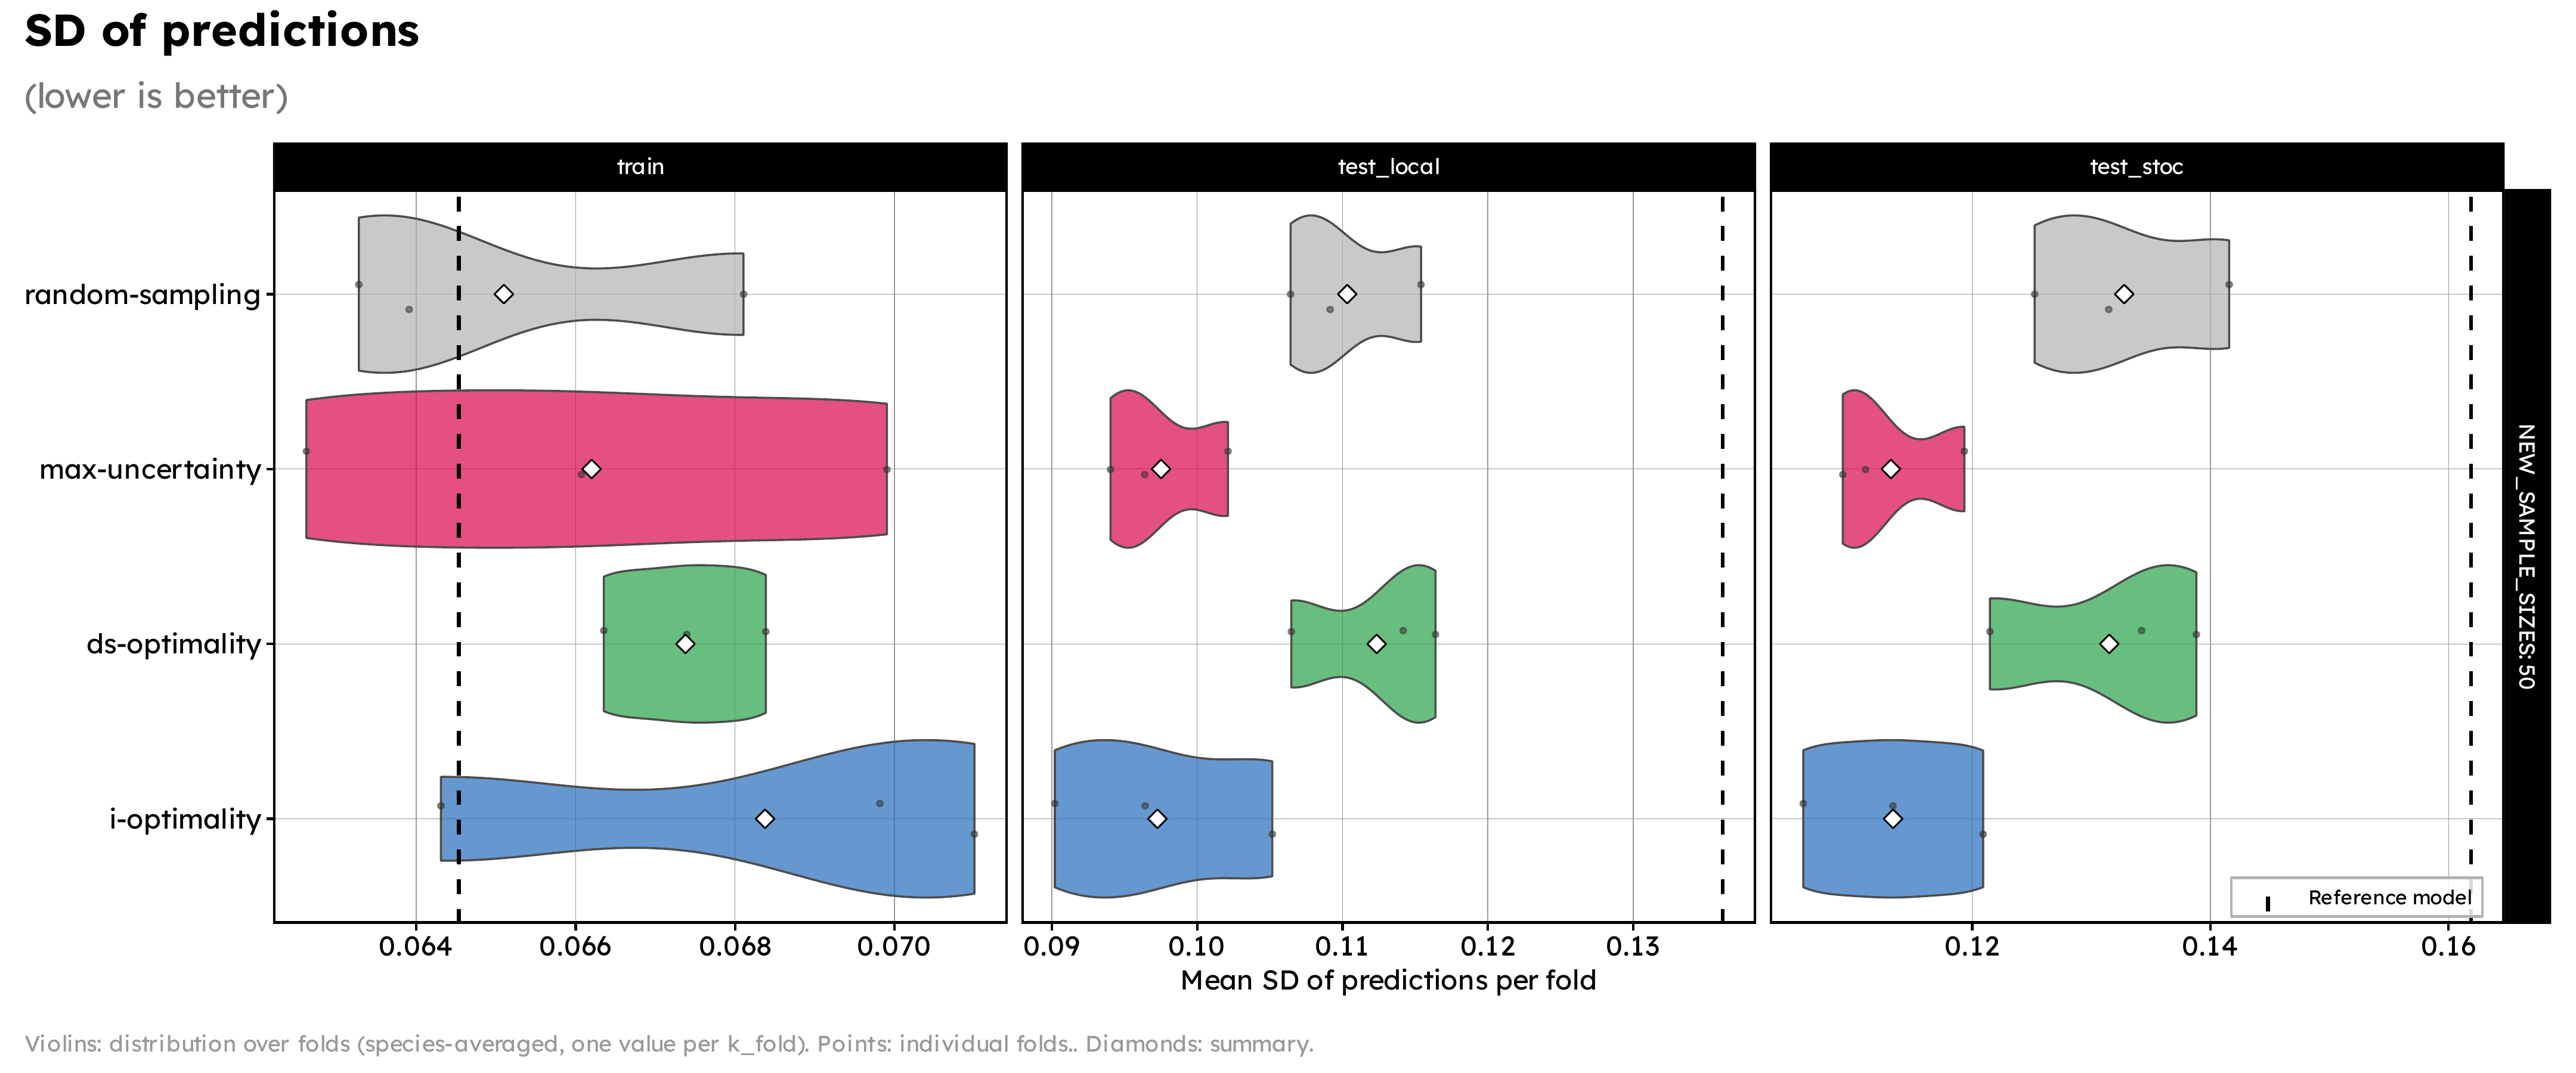 SD of predictions
(lower is better)
train
test_local
test_stoc
random-sampling
max-uncertainty
ds-optimality
i-optimality
NEW_SAMPLE_SIZES: 50
Reference model
0.064 0.066 0.068 0.070
0.09 0.10 0.11 0.12 0.13
0.12 0.14 0.16
Mean SD of predictions per fold
Violins: distribution over folds (species-averaged, one value per k_fold). Points: individual folds.. Diamonds: summary.